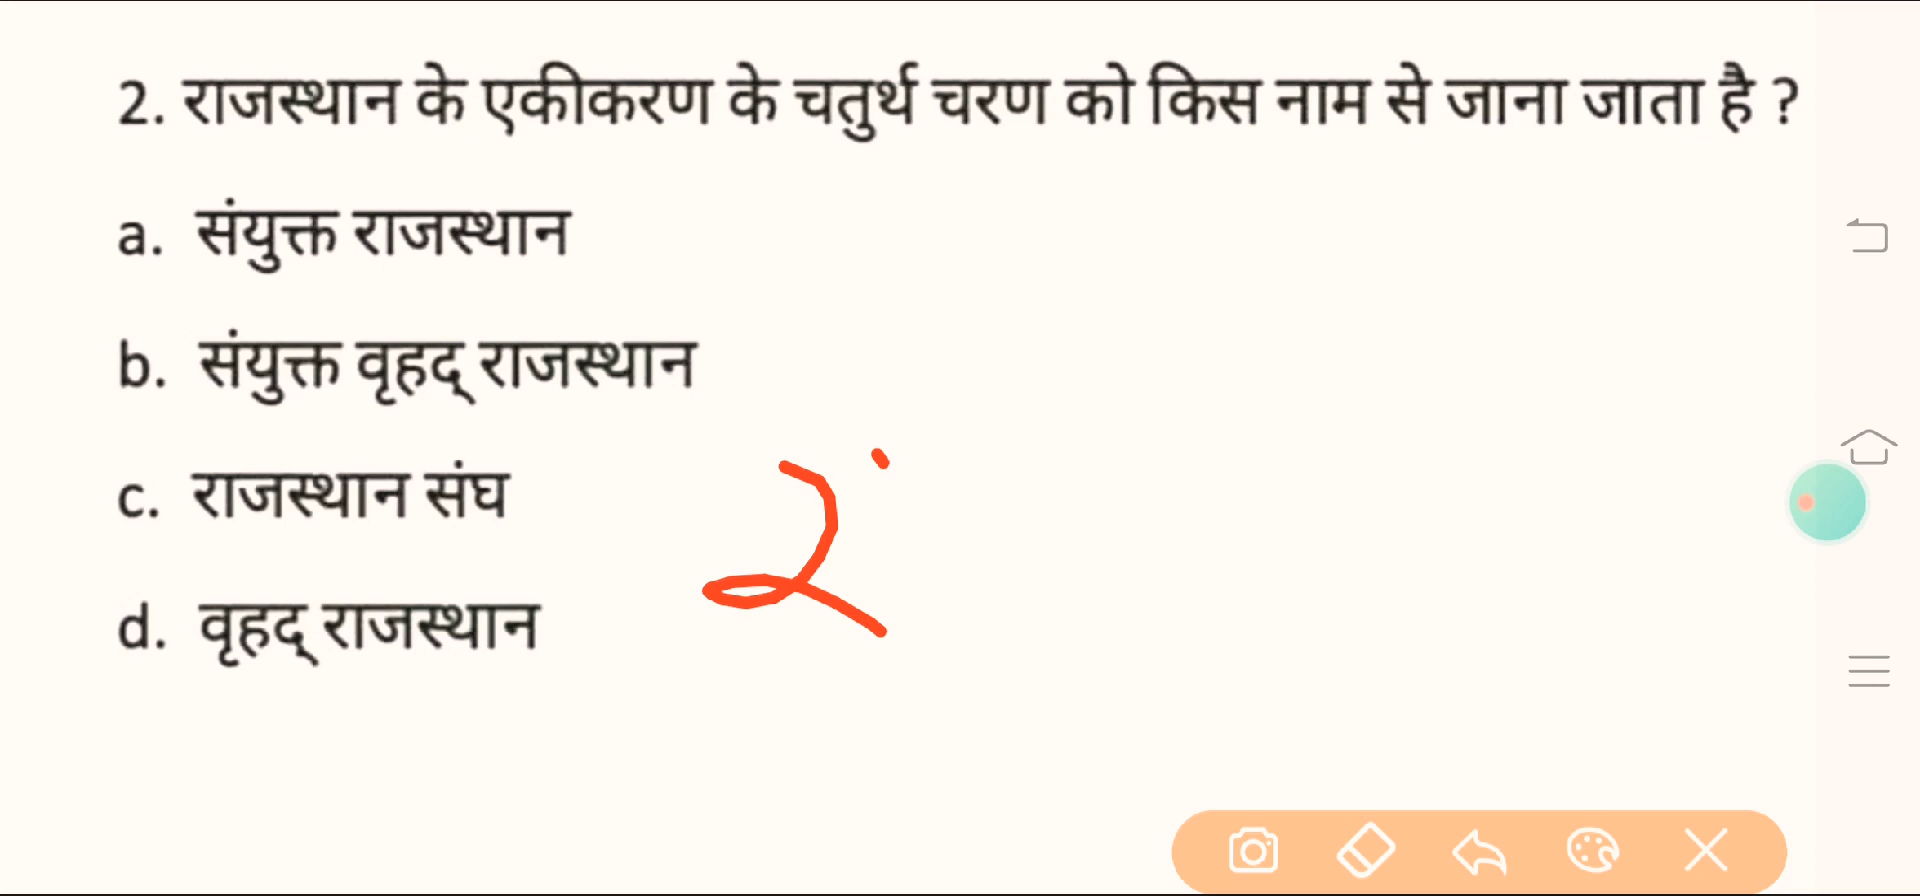 2. राजस्थान के एकीकरण के चतुर्थ चरण को किस नाम से जाना जाता है ?
a. संयुक्त राजस्थान
b. संयुक्त वृहद् राजस्थान
c. राजस्थान संघ
d. वृहद् राजस्थान
2